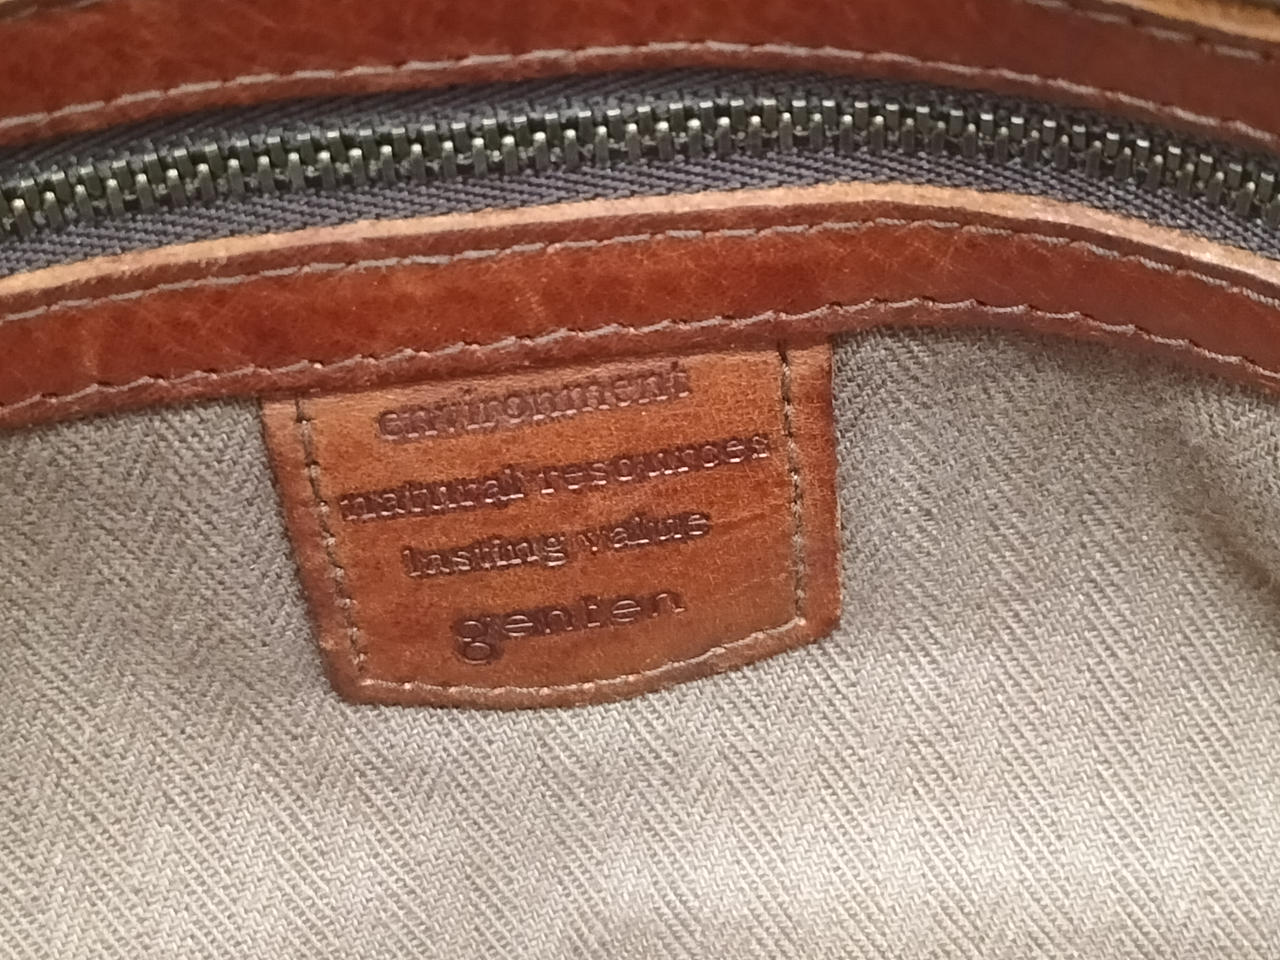 environment
natural resources
lasting value
genten